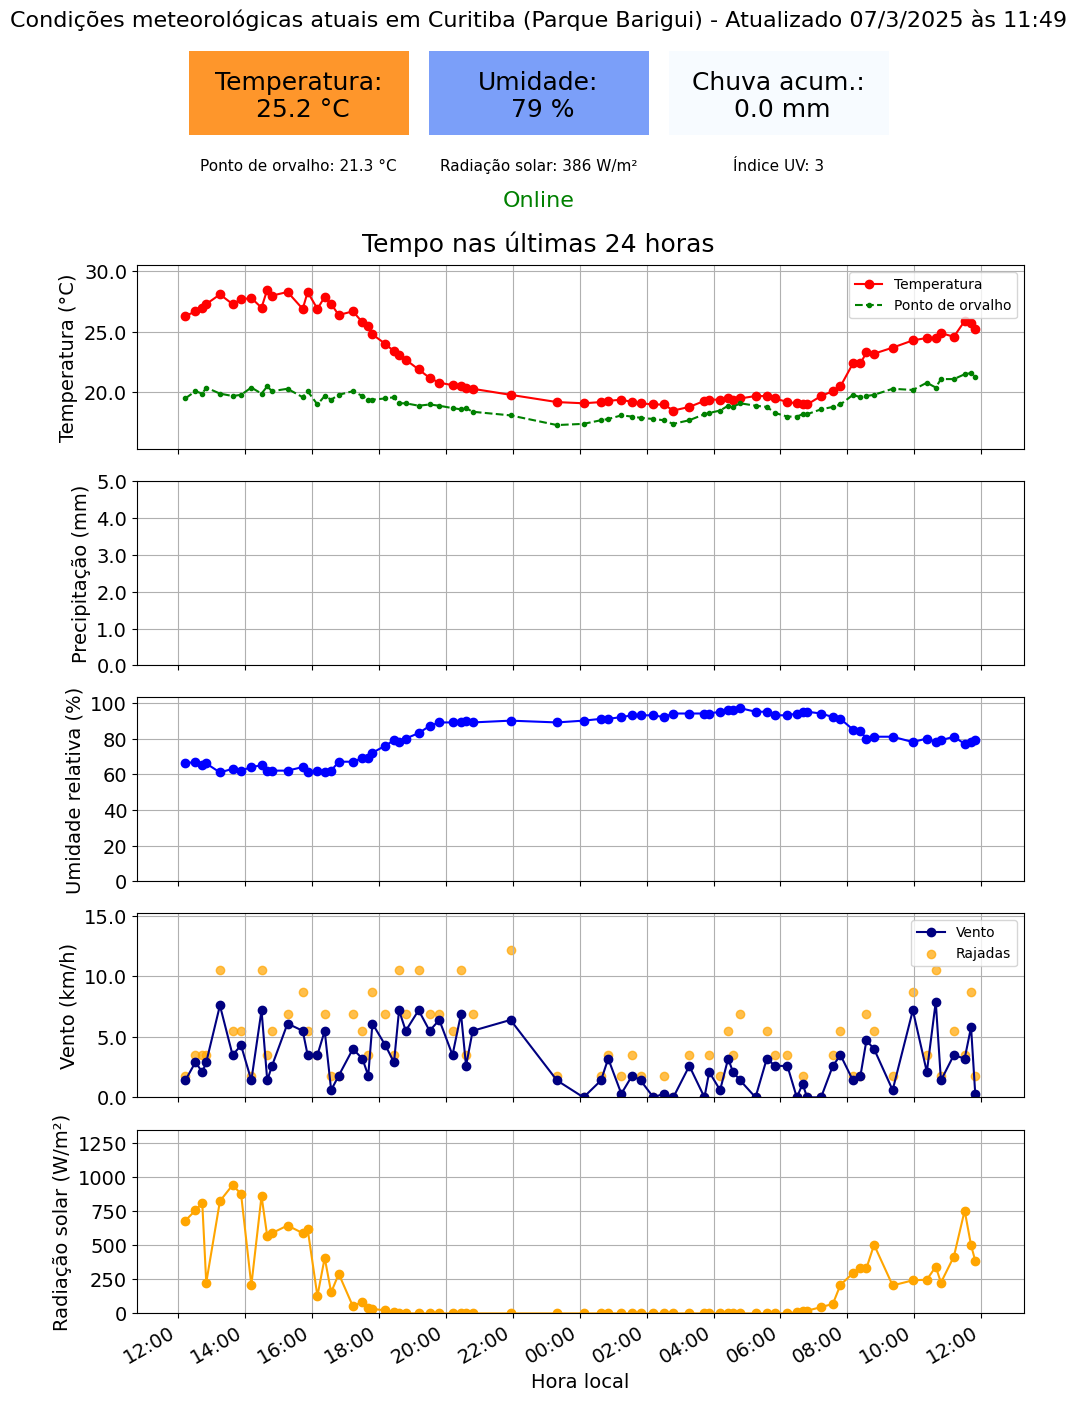 Condições meteorológicas atuais em Curitiba (Parque Barigui) - Atualizado 07/3/2025 às 11:49
Temperatura:
25.2 °C
Umidade:
79 %
Chuva acum.:
0.0 mm
Ponto de orvalho: 21.3 °C
Radiação solar: 386 W/m²
Índice UV: 3
Online
Tempo nas últimas 24 horas
Temperatura (°C)
30.0
25.0
20.0
Temperatura
Ponto de orvalho
Precipitação (mm)
5.0
4.0
3.0
2.0
1.0
0.0
Umidade relativa (%)
100
80
60
40
20
0
Vento (km/h)
15.0
10.0
5.0
0.0
Vento
Rajadas
Radiação solar (W/m²)
1250
1000
750
500
250
0
12:00
14:00
16:00
18:00
20:00
22:00
00:00
02:00
04:00
06:00
08:00
10:00
12:00
Hora local